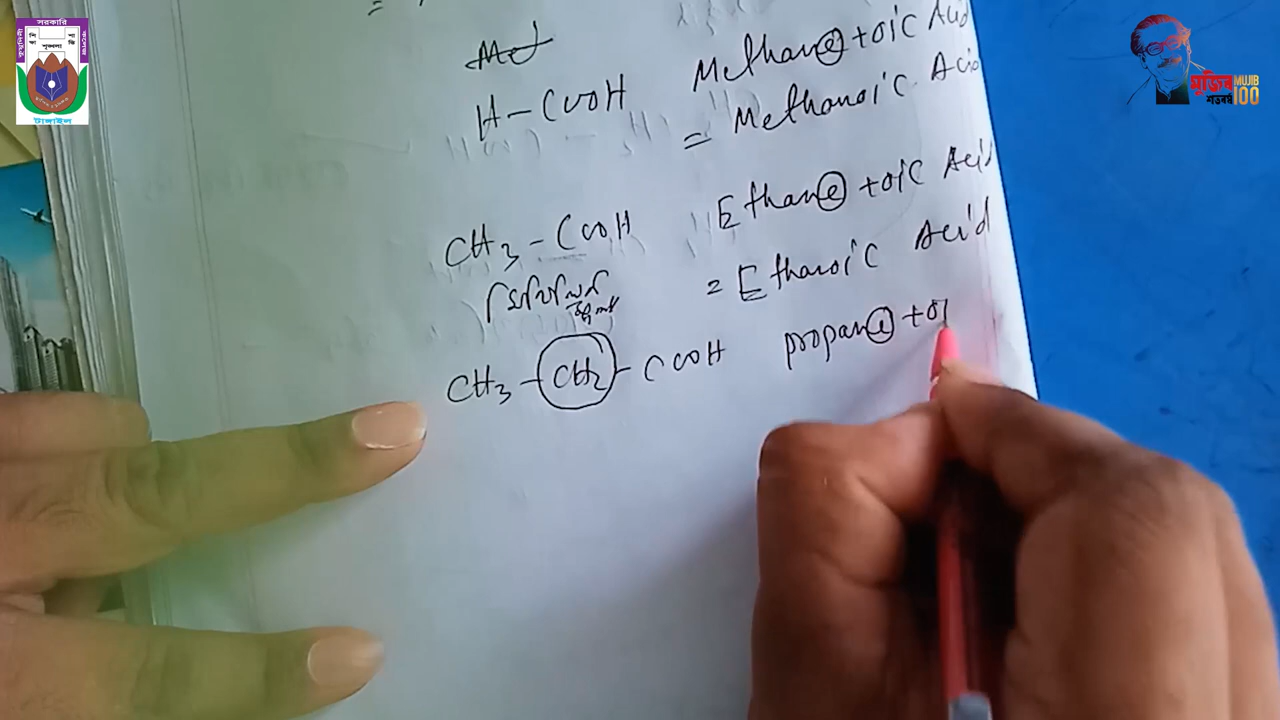 সরকারি
টাঙ্গাইল
মুজিব MUJIB
শতবর্ষ 100
Met
H-COOH Methane+oic Acid
= Methanoic Acid
CH3-COOH Ethane+oic Acid
= Ethanoic Acid
CH3-CH2-COOH propane+oi